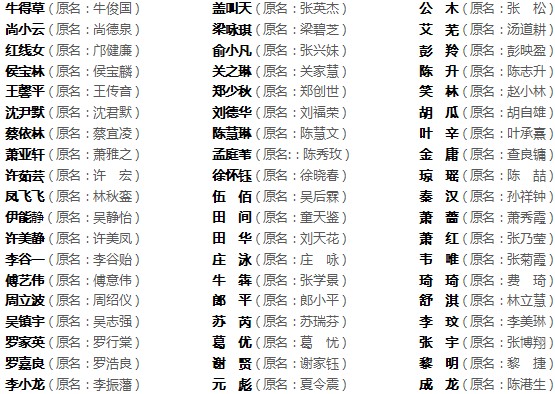 牛得草（原名：牛俊国） 盖叫天（原名：张英杰） 公 木（原名：张 松）
尚小云（原名：尚德泉） 梁咏琪（原名：梁碧芝） 艾 芜（原名：汤道耕）
红线女（原名：邝健廉） 俞小凡（原名：张兴妹） 彭 羚（原名：彭映盈）
侯宝林（原名：侯宝麟） 关之琳（原名：关家慧） 陈 升（原名：陈志升）
王馨平（原名：王传音） 郑少秋（原名：郑创世） 笑 林（原名：赵小林）
沈尹默（原名：沈君默） 刘德华（原名：刘福荣） 胡 瓜（原名：胡自雄）
蔡依林（原名：蔡宜凌） 陈慧琳（原名：陈慧文） 叶 辛（原名：叶承熹）
萧亚轩（原名：萧雅之） 孟庭苇（原名：：陈秀玫） 金 庸（原名：查良镛）
许茹芸（原名：许 宏） 徐怀钰（原名：徐晓春） 琼 瑶（原名：陈 喆）
凤飞飞（原名：林秋鸾） 伍 佰（原名：吴后霖） 秦 汉（原名：孙祥钟）
伊能静（原名：吴静怡） 田 间（原名：童天鉴） 萧 蔷（原名：萧秀霞）
许美静（原名：许美凤） 田 华（原名：刘天花） 萧 红（原名：张乃莹）
李谷一（原名：李谷贻） 庄 泳（原名：庄 咏） 韦 唯（原名：张菊霞）
傅艺伟（原名：傅意伟） 牛 犇（原名：张学景） 琦 琦（原名：费 琦）
周立波（原名：周绍仪） 郎 平（原名：郎小平） 舒 淇（原名：林立慧）
吴镇宇（原名：吴志强） 苏 芮（原名：苏瑞芬） 李 玟（原名：李美琳）
罗家英（原名：罗行棠） 葛 优（原名：葛 忧） 张 宇（原名：张博翔）
罗嘉良（原名：罗浩良） 谢 贤（原名：谢家钰） 黎 明（原名：黎 捷）
李小龙（原名：李振藩） 元 彪（原名：夏令震） 成 龙（原名：陈港生）